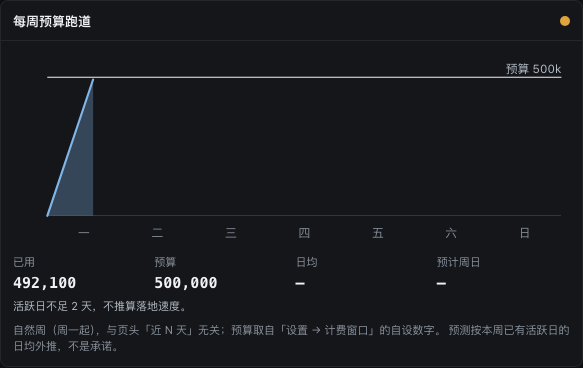 每周预算跑道
预算 500k
一 二 三 四 五 六 日
已用 预算 日均 预计周日
492,100 500,000 — —
活跃日不足 2 天，不推算落地速度。
自然周（周一起），与页头「近 N 天」无关；预算取自「设置 → 计费窗口」的自设数字。 预测按本周已有活跃日的
日均外推，不是承诺。